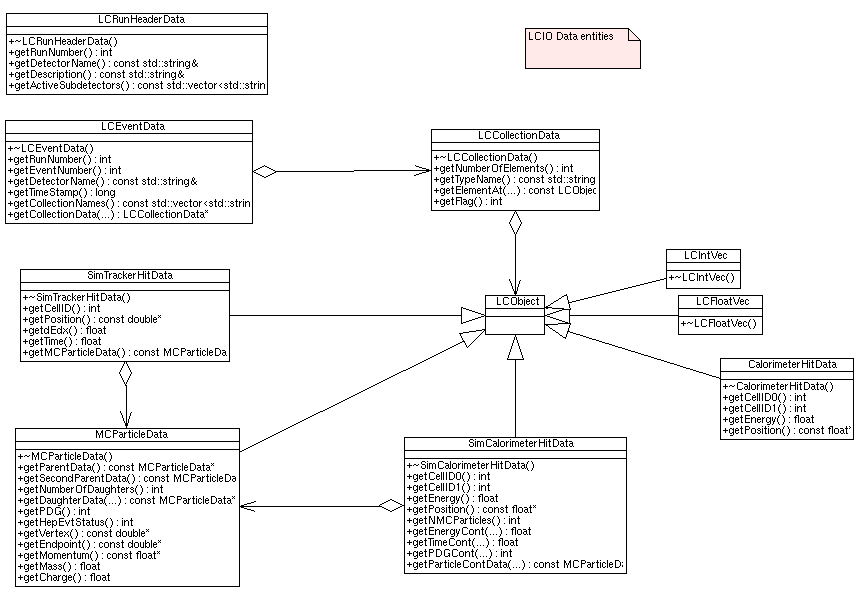 LCRunHeaderData
+~LCRunHeaderData()
+getRunNumber() : int
+getDetectorName() : const std::string&
+getDescription() : const std::string&
+getActiveSubdetectors() : const std::vector<std::strin
LCIO Data entities
LCEventData
+~LCEventData()
+getRunNumber() : int
+getEventNumber() : int
+getDetectorName() : const std::string&
+getTimeStamp() : long
+getCollectionNames() : const std::vector<std::strin
+getCollectionData(...) : LCCollectionData*
LCCollectionData
+~LCCollectionData()
+getNumberOfElements() : int
+getTypeName() : const std::string
+getElementAt(...) : const LCObjec
+getFlag() : int
SimTrackerHitData
+~SimTrackerHitData()
+getCellID() : int
+getPosition() : const double*
+getdEdx() : float
+getTime() : float
+getMCParticleData() : const MCParticleDa
LCObject
LCIntVec
+~LCIntVec()
LCFloatVec
+~LCFloatVec()
CalorimeterHitData
+~CalorimeterHitData()
+getCellID0() : int
+getCellID1() : int
+getEnergy() : float
+getPosition() : const float*
MCParticleData
+~MCParticleData()
+getParentData() : const MCParticleData*
+getSecondParentData() : const MCParticleDa
+getNumberOfDaughters() : int
+getDaughterData(...) : const MCParticleData*
+getPDG() : int
+getHepEvtStatus() : int
+getVertex() : const double*
+getEndpoint() : const double*
+getMomentum() : const float*
+getMass() : float
+getCharge() : float
SimCalorimeterHitData
+~SimCalorimeterHitData()
+getCellID0() : int
+getCellID1() : int
+getEnergy() : float
+getPosition() : const float*
+getNMCParticles() : int
+getEnergyCont(...) : float
+getTimeCont(...) : float
+getPDGCont(...) : int
+getParticleContData(...) : const MCParticleDa